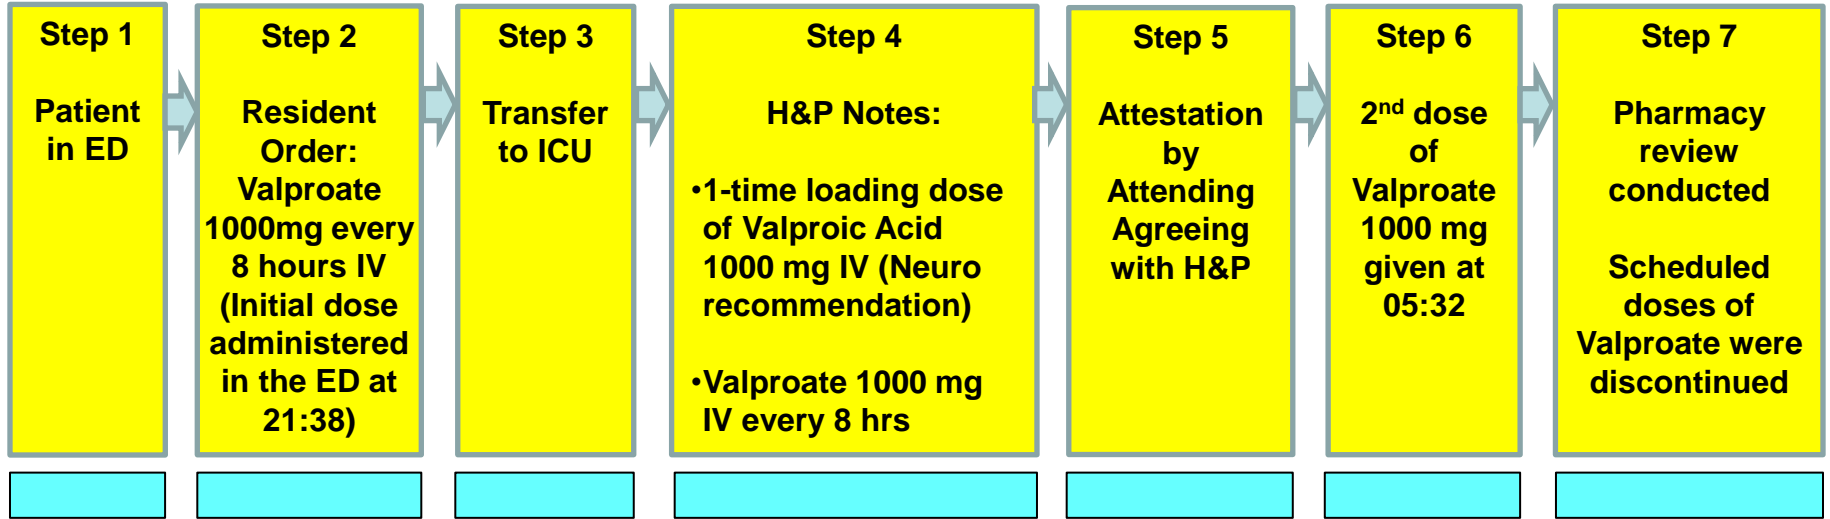 Step 1
Patient
in ED
Step 2
Resident
Order:
Valproate
1000mg every
8 hours IV
(Initial dose
administered
in the ED at
21:38)
Step 3
Transfer
to ICU
Step 4
H&P Notes:
•1-time loading dose
of Valproic Acid
1000 mg IV (Neuro
recommendation)
•Valproate 1000 mg
IV every 8 hrs
Step 5
Attestation
by
Attending
Agreeing
with H&P
Step 6
2nd dose
of
Valproate
1000 mg
given at
05:32
Step 7
Pharmacy
review
conducted
Scheduled
doses of
Valproate were
discontinued